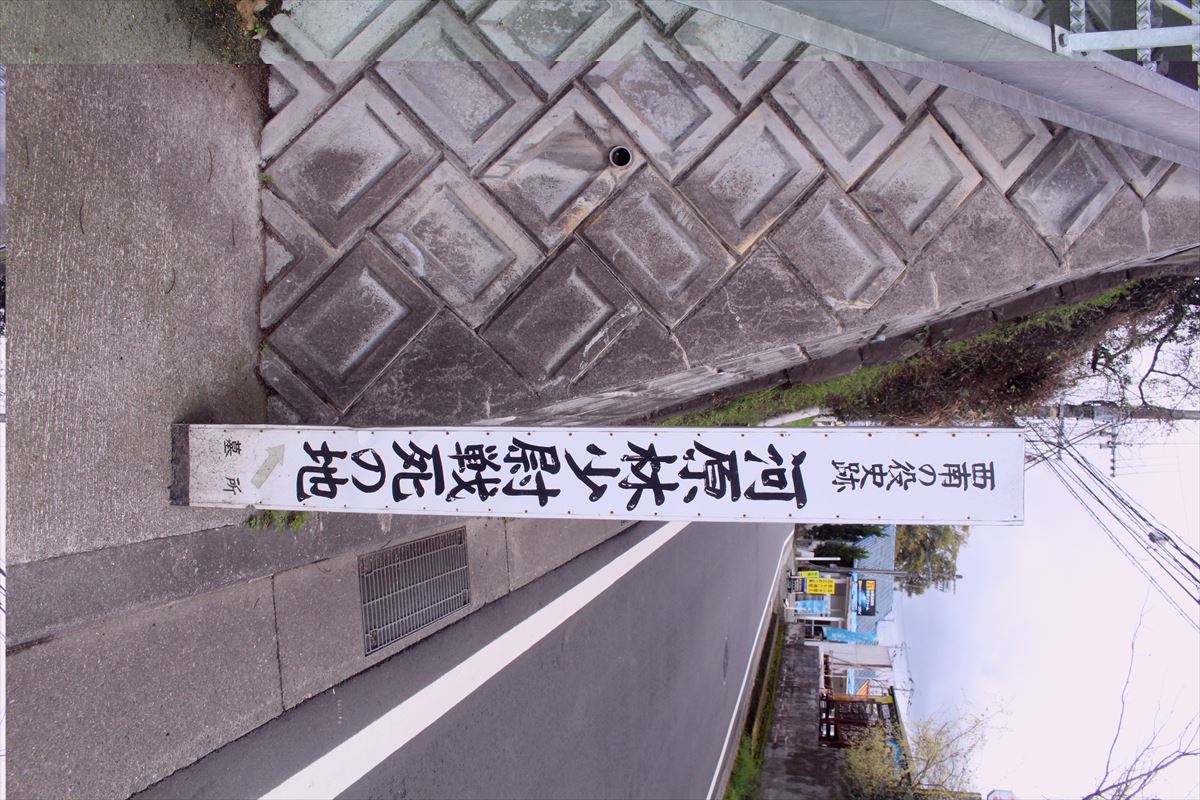 西南の役史跡
河原林少尉戦死の地
墓所